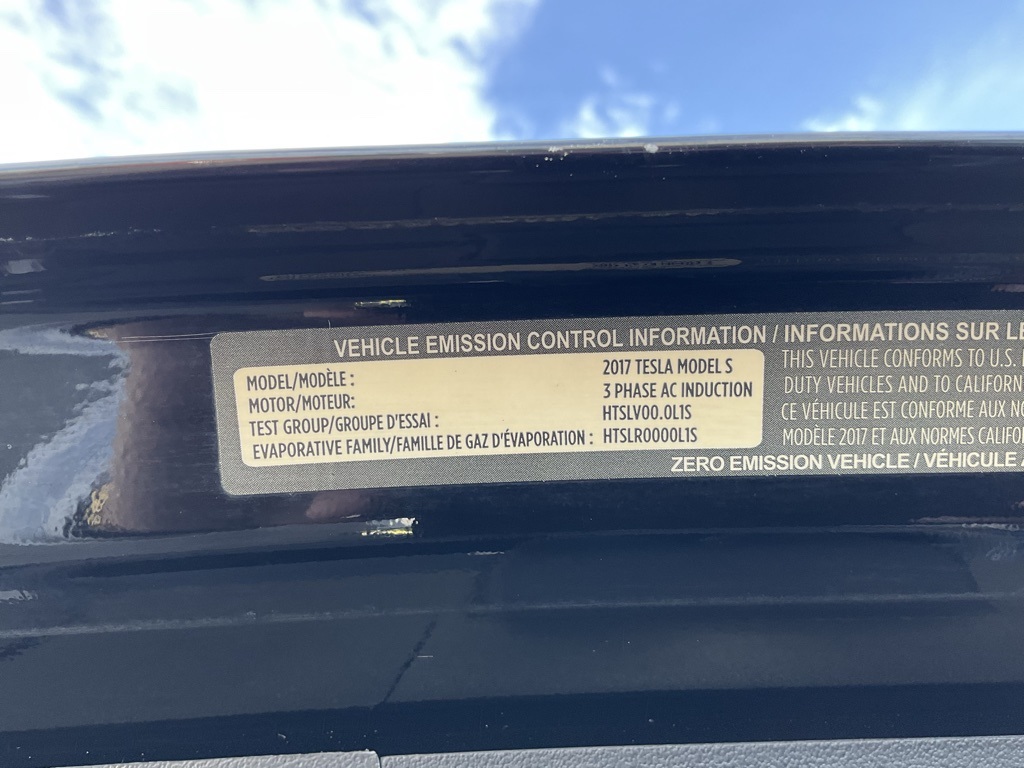 VEHICLE EMISSION CONTROL INFORMATION / INFORMATIONS SUR LE
MODEL/MODÈLE : 2017 TESLA MODEL S
MOTOR/MOTEUR: 3 PHASE AC INDUCTION
TEST GROUP/GROUPE D'ESSAI : HTSLV00.0L1S
EVAPORATIVE FAMILY/FAMILLE DE GAZ D'ÉVAPORATION : HTSLR0000L1S
THIS VEHICLE CONFORMS TO U.S.
DUTY VEHICLES AND TO CALIFORN
CE VÉHICULE EST CONFORME AUX NO
MODÈLE 2017 ET AUX NORMES CALIFO
ZERO EMISSION VEHICLE / VÉHICULE